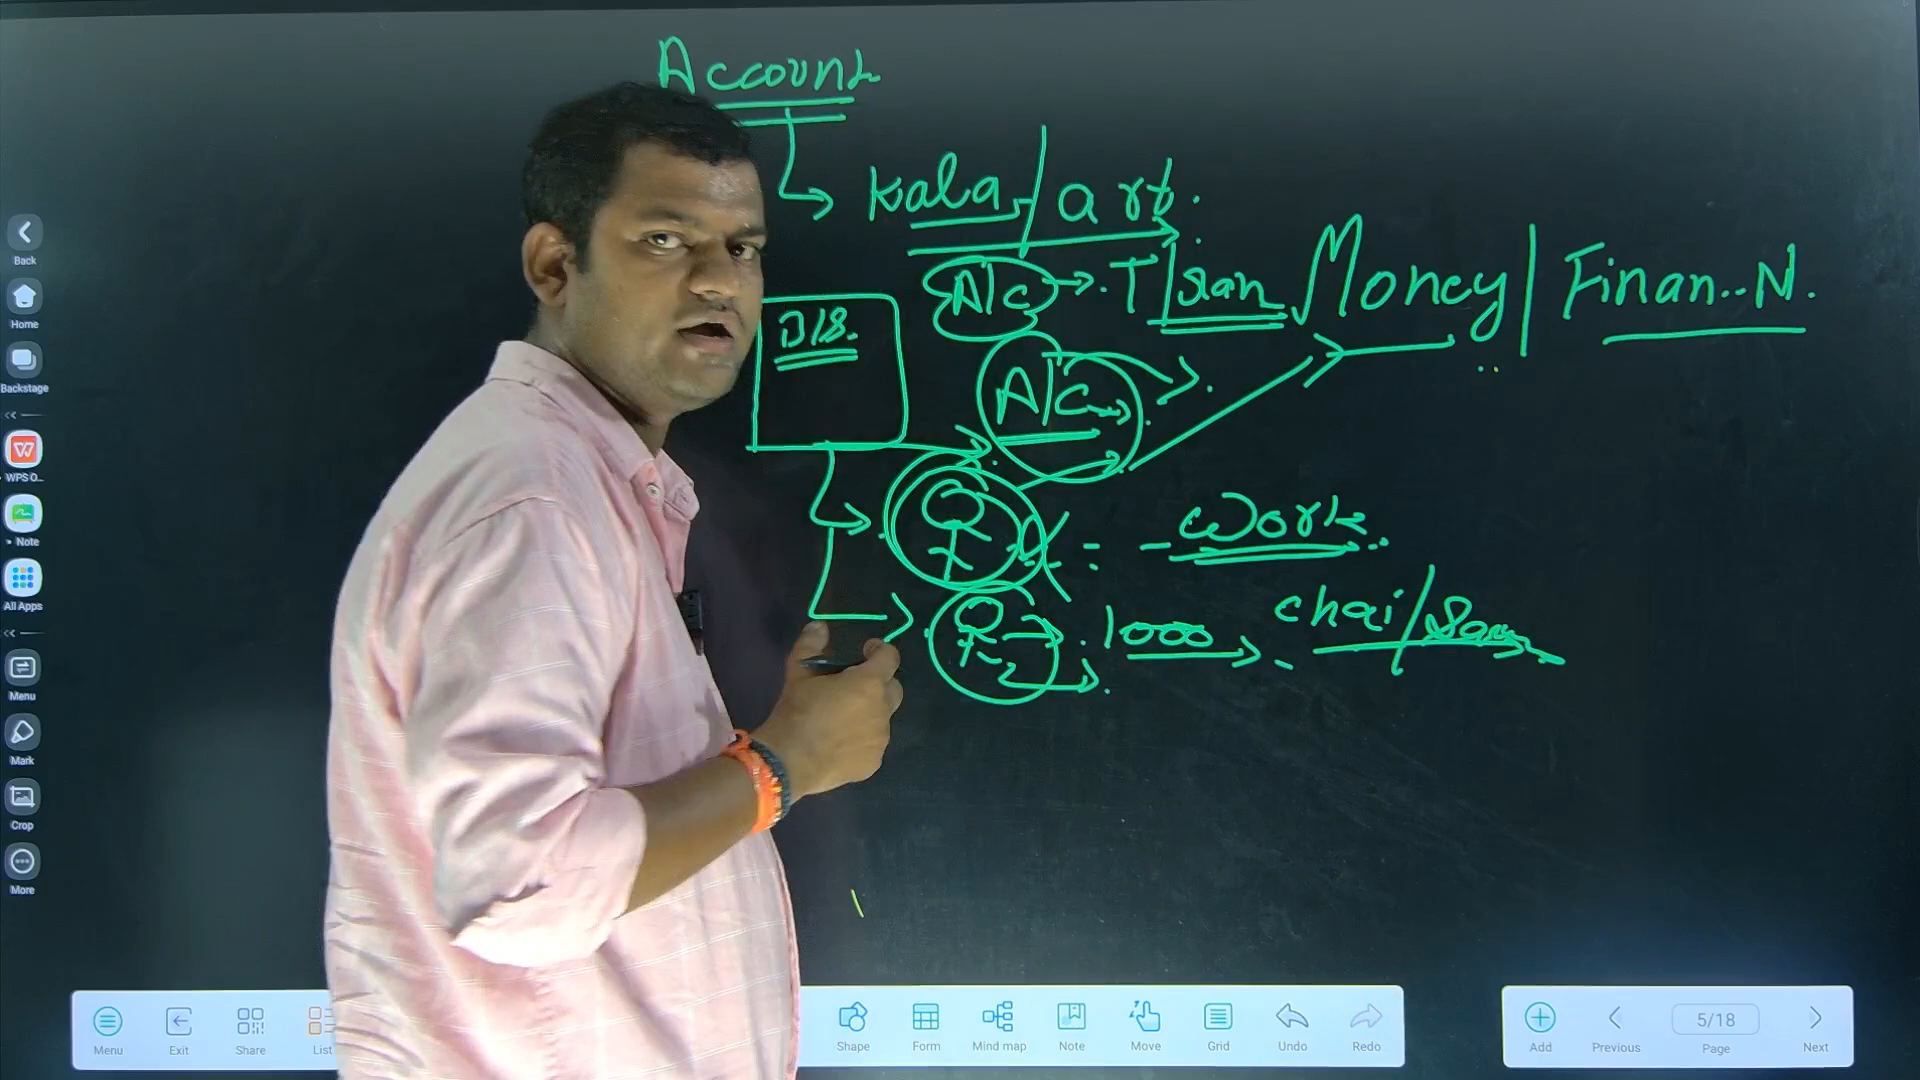 Account
Kala / art.
A/c → T/ran Money / Finan..N.
B/s.
A/c
= - work..
1000 → chai /
Back
Home
Backstage
WPS O...
Note
All Apps
Menu
Mark
Crop
More
Menu Exit Share List Shape Form Mind map Note Move Grid Undo Redo
Add Previous 5/18 Page Next